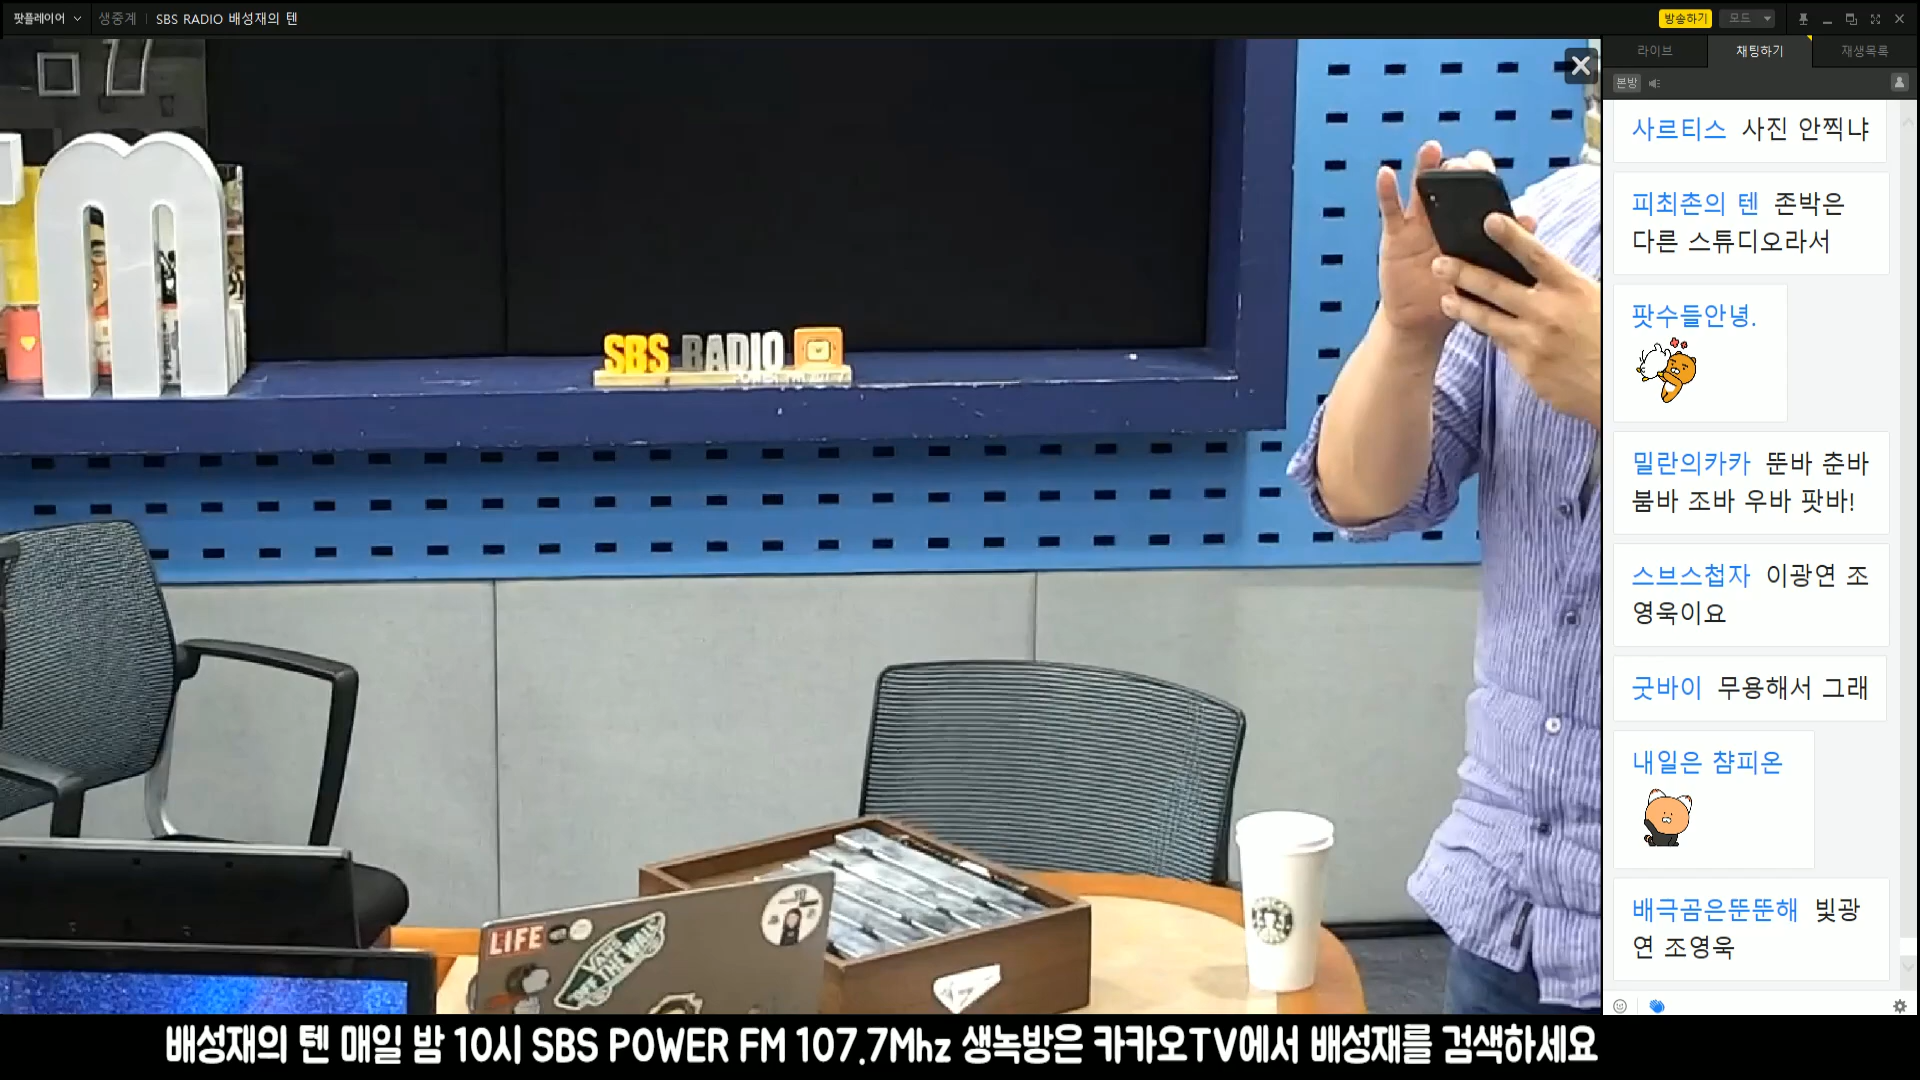 팟플레이어
생중계
SBS RADIO 배성재의 텐
방송하기
모드
라이브
채팅하기
재생목록
본방
사르티스 사진 안찍냐
피최촌의 텐 존박은
다른 스튜디오라서
팟수들안녕.
밀란의카카 뚠바 춘바
붐바 조바 우바 팟바!
스브스첩자 이광연 조
영욱이요
굿바이 무용해서 그래
내일은 챰피온
배극곰은뚠뚠해 빛광
연 조영욱
m
SBS RADIO
LIFE
VANS
OFF THE WALL
배성재의 텐 매일 밤 10시 SBS POWER FM 107.7Mhz 생녹방은 카카오TV에서 배성재를 검색하세요